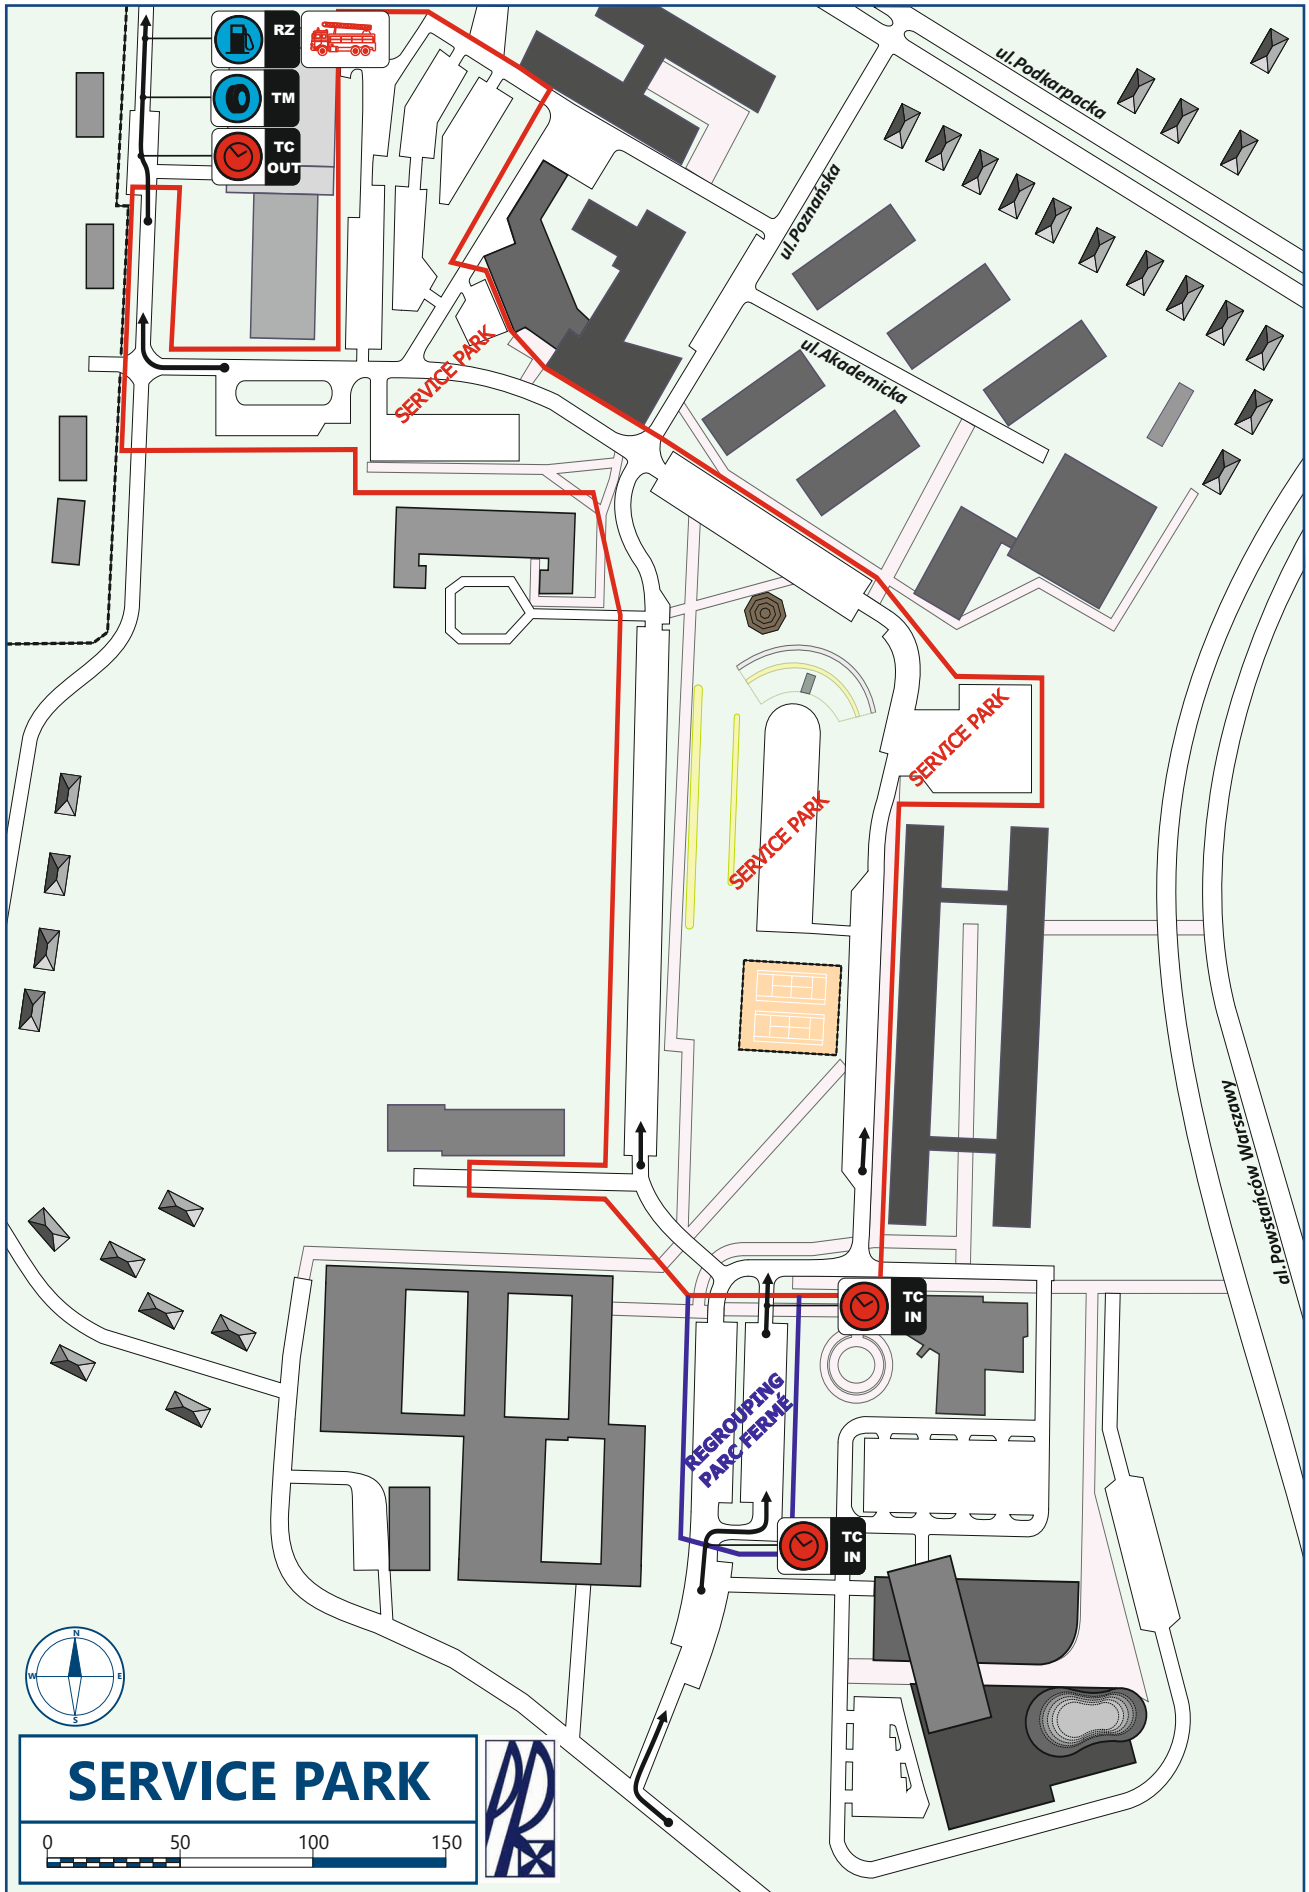 RZ
TM
TC
OUT
ul.Podkarpacka
ul.Poznańska
ul.Akademicka
SERVICE PARK
SERVICE PARK
SERVICE PARK
al.Powstańców Warszawy
TC
IN
REGROUPING
PARC FERMÉ
TC
IN
N
W
E
S
SERVICE PARK
0
50
100
150